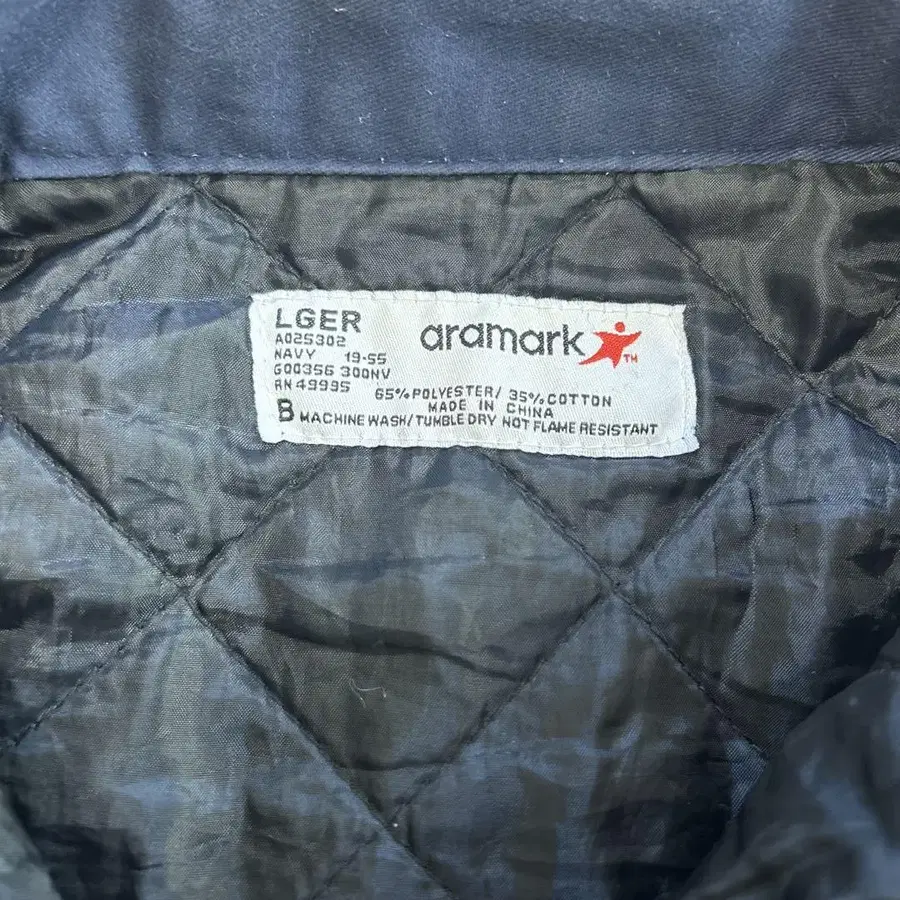 LGER
A025302
NAVY 19-55
G00356 300NV
RN 49995
aramark TM
65% POLYESTER/ 35% COTTON
MADE IN CHINA
B MACHINE WASH/TUMBLE DRY NOT FLAME RESISTANT